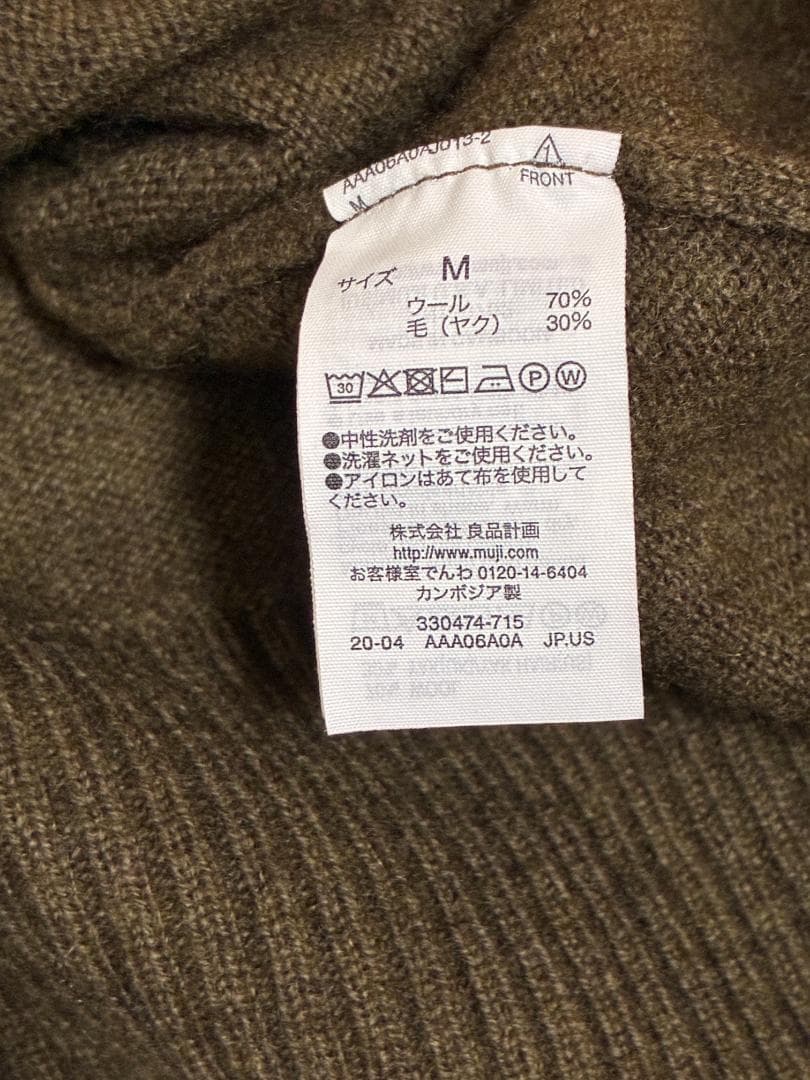 AAA06A0AJ013-2
1
M
FRONT
サイズ M
ウール 70%
毛（ヤク） 30%
30 P W
●中性洗剤をご使用ください。
●洗濯ネットをご使用ください。
●アイロンはあて布を使用して
ください。
株式会社 良品計画
http://www.muji.com
お客様室でんわ 0120-14-6404
カンボジア製
330474-715
20-04 AAA06A0A JP.US